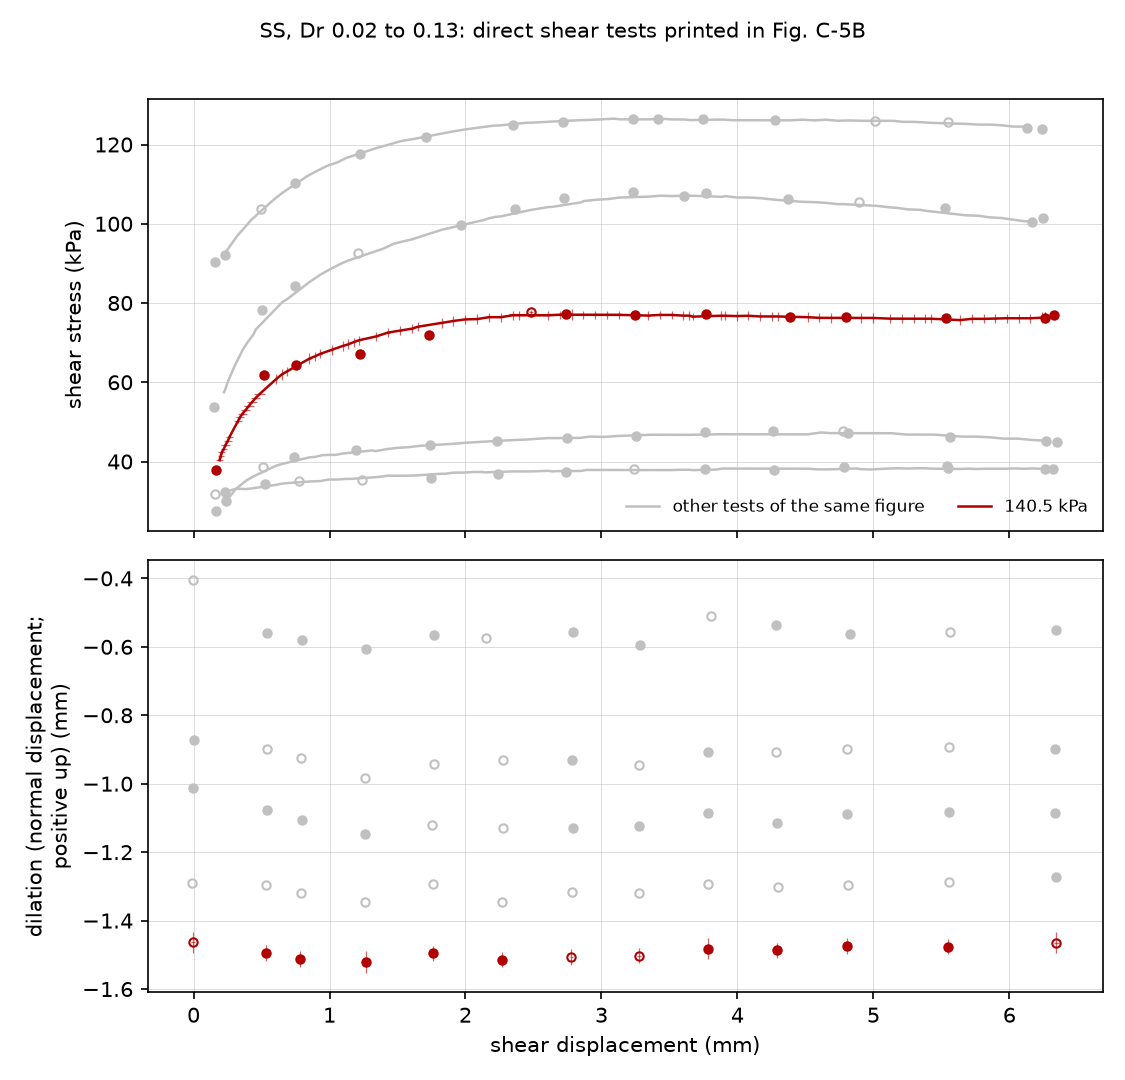 SS, Dr 0.02 to 0.13: direct shear tests printed in Fig. C-5B
120
100
80
60
40
shear stress (kPa)
other tests of the same figure
140.5 kPa
−0.4
−0.6
−0.8
−1.0
−1.2
−1.4
−1.6
dilation (normal displacement;
positive up) (mm)
0
1
2
3
4
5
6
shear displacement (mm)